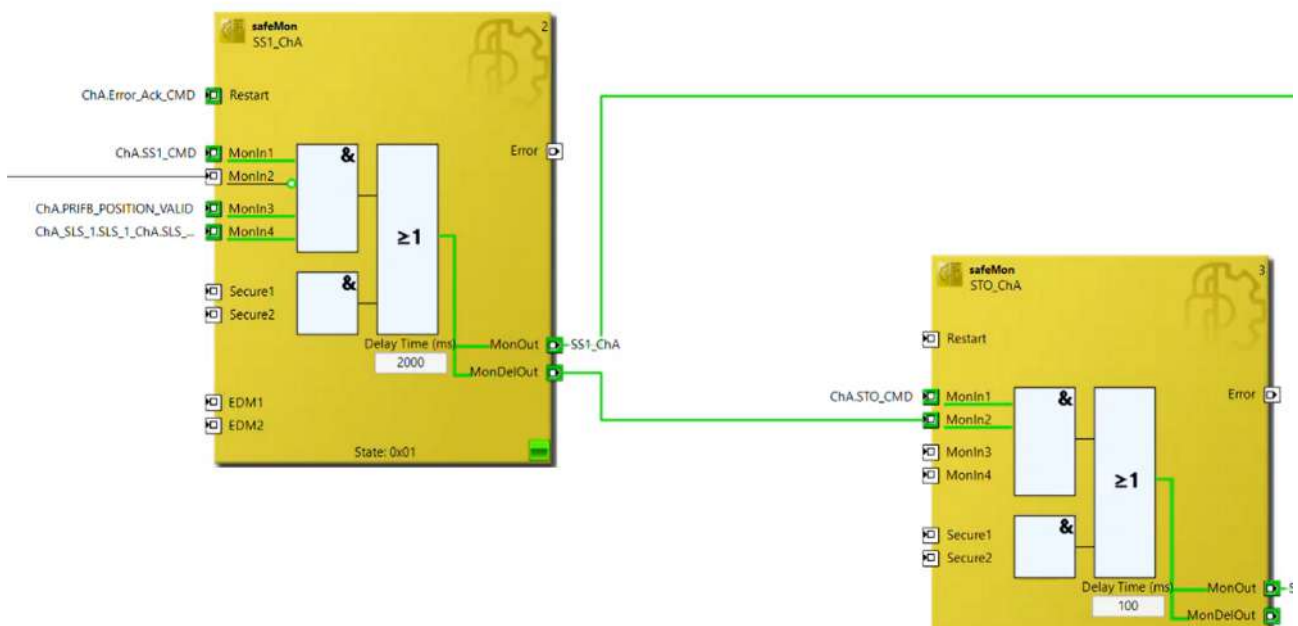 safeMon
2
SS1_ChA
ChA.Error_Ack_CMD
Restart
ChA.SS1_CMD
MonIn1
&
Error
MonIn2
ChA.PRIFB_POSITION_VALID
MonIn3
ChA_SLS_1.SLS_1_ChA.SLS_...
MonIn4
≥1
&
Secure1
Secure2
Delay Time (ms)
MonOut
SS1_ChA
2000
MonDelOut
EDM1
EDM2
State: 0x01
safeMon
3
STO_ChA
Restart
ChA.STO_CMD
MonIn1
&
Error
MonIn2
MonIn3
MonIn4
≥1
&
Secure1
Secure2
Delay Time (ms)
MonOut
100
MonDelOut